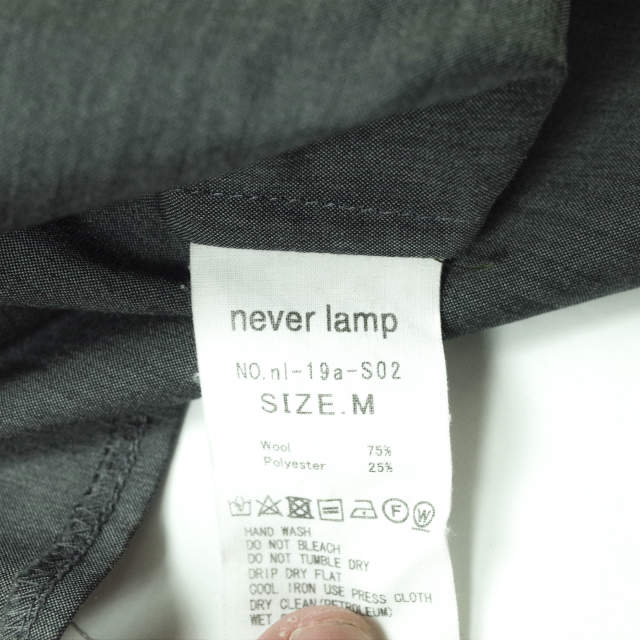 never lamp
NO.nl-19a-S02
SIZE.M
Wool 75%
Polyester 25%
HAND WASH
DO NOT BLEACH
DO NOT TUMBLE DRY
DRIP DRY FLAT
COOL IRON USE PRESS CLOTH
DRY CLEAN(PETROLEUM)
WET